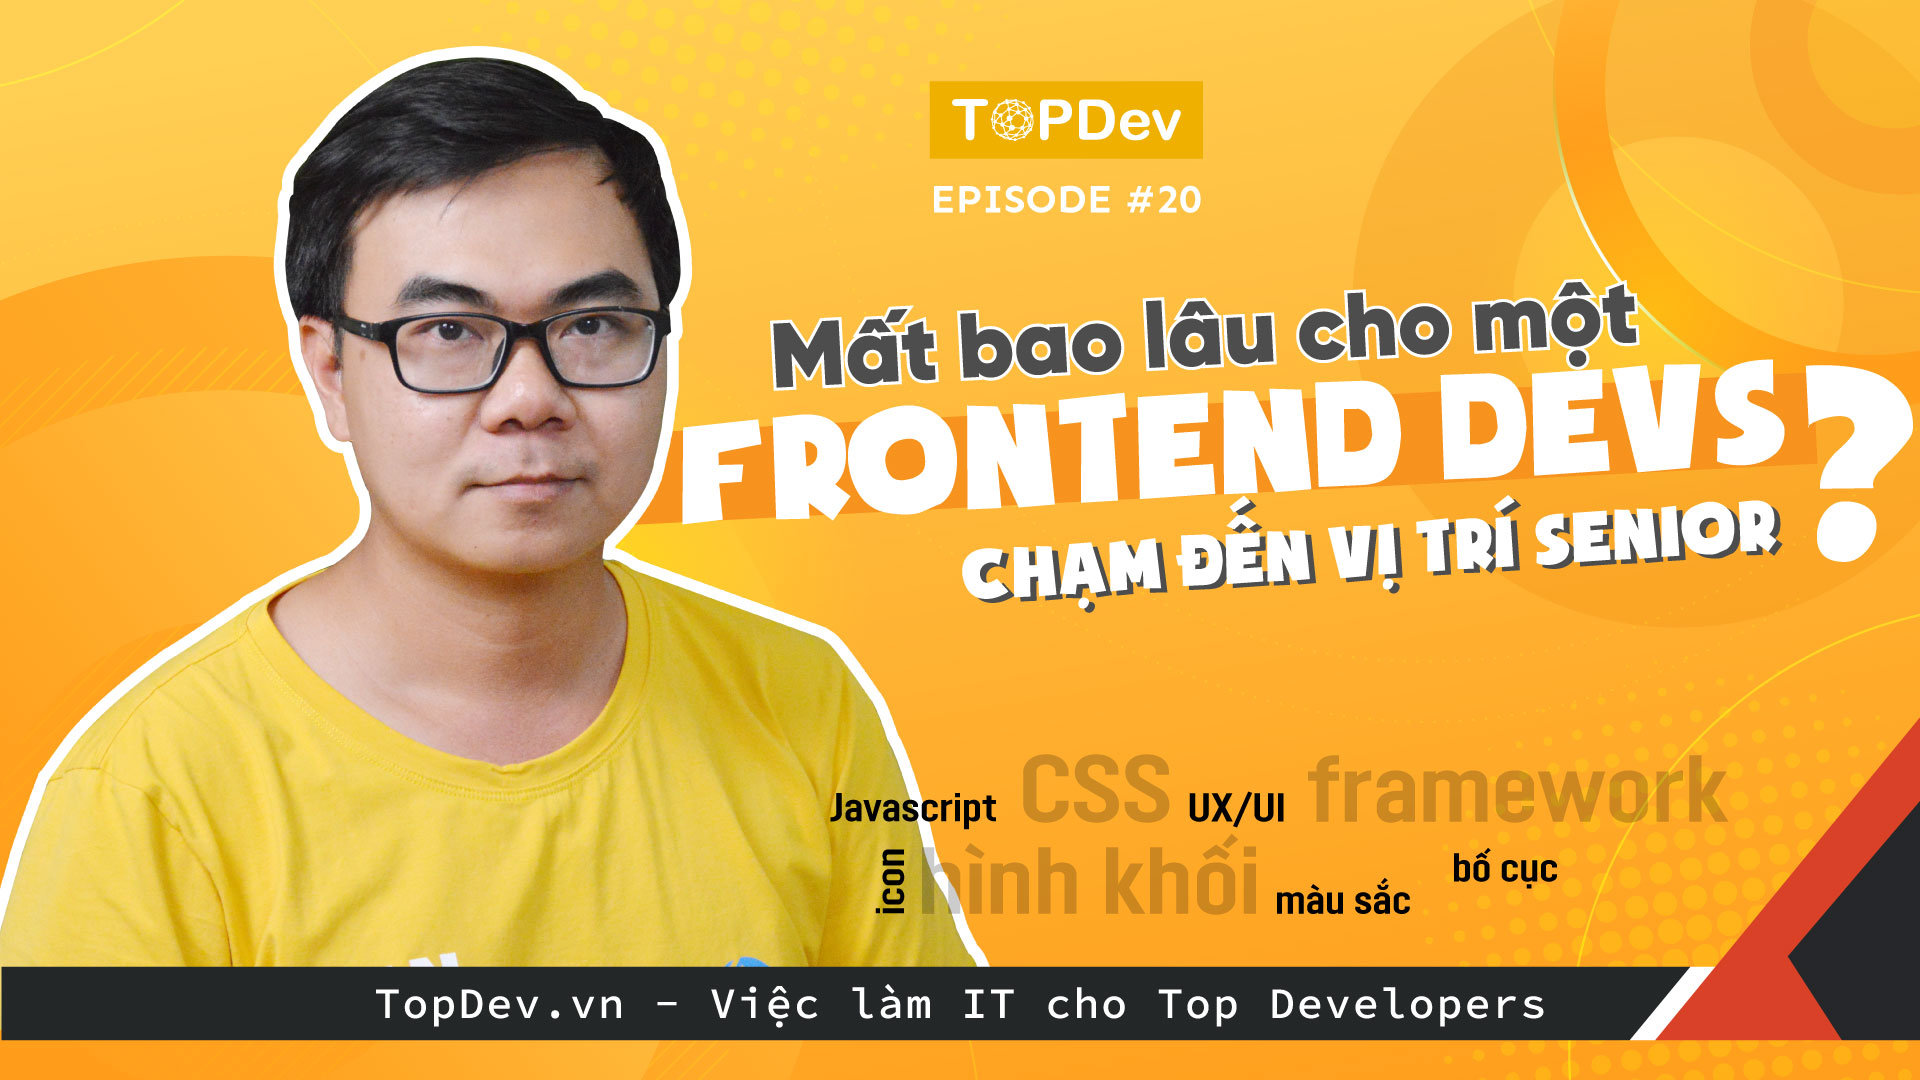 TOPDev
EPISODE #20
Mất bao lâu cho một
FRONTEND DEVS?
CHẠM ĐẾN VỊ TRÍ SENIOR
Javascript CSS UX/UI framework
icon hình khối màu sắc bố cục
TopDev.vn - Việc làm IT cho Top Developers